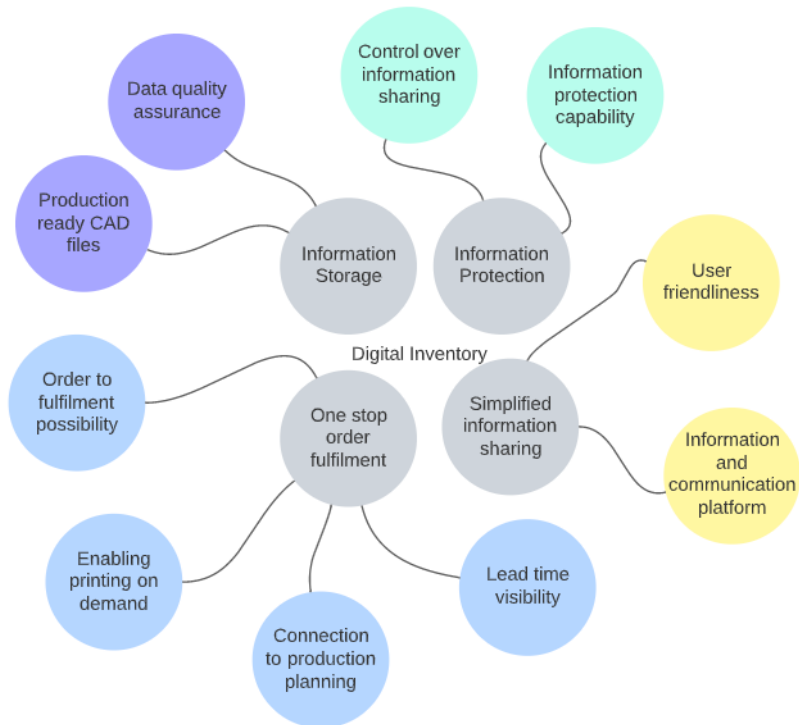 Control over
information
sharing
Information
protection
capability
Data quality
assurance
Production
ready CAD
files
Information
Storage
Information
Protection
User
friendliness
Digital Inventory
Order to
fulfilment
possibility
One stop
order
fulfilment
Simplified
information
sharing
Information
and
communication
platform
Enabling
printing on
demand
Lead time
visibility
Connection
to production
planning